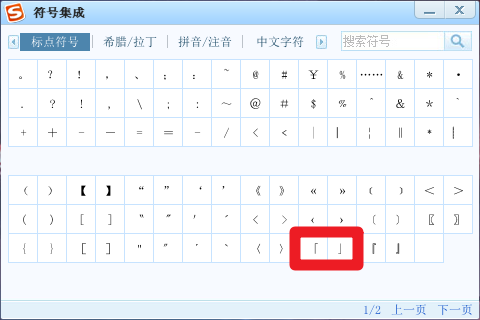 符号集成
标点符号 希腊/拉丁 拼音/注音 中文字符 搜索符号
。 ？ ！ ， 、 ； ： ～ @ # ￥ % …… & * ·
. ? ! , \ ; : ～ ＠ ＃ $ ％ ＾ ＆ ＊ ｀
+ ＋ - － = ＝ - / < ＜ | ┃ ¦ ‖ * ┃
（ ） 【 】 “ ” ‘ ’ 《 》 « » ﹙ ﹚ ＜ ＞
( ) [ ] 〝 〞 ′ ˊ < > ‹ › 〔 〕 〖 〗
{ } [ ] " ″ ˙ ˋ 〈 〉 「 」 『 』
1/2 上一页 下一页